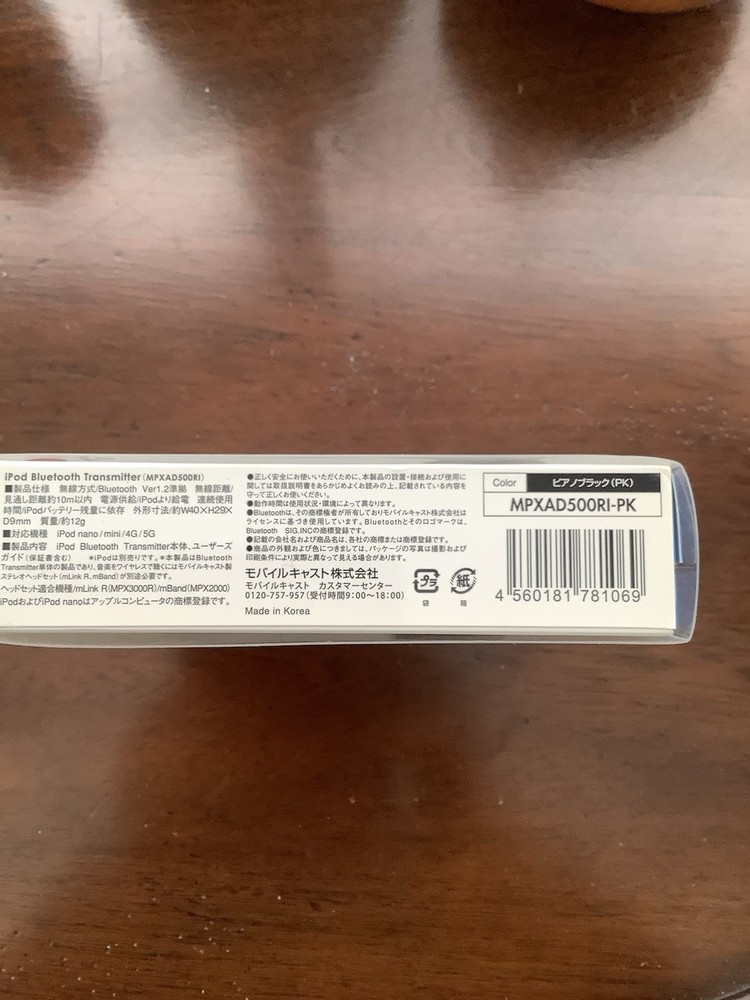 iPod Bluetooth Transmitter(MPXAD500RI)
■製品仕様 無線方式/Bluetooth Ver1.2準拠 無線距離/
見通し距離約10m以内 電源供給/iPodより給電 連続使用
時間/iPodバッテリー残量に依存 外形寸法/約W40×H29×
D9mm 質量/約12g
■対応機種 iPod nano/mini/4G/5G
■製品内容 iPod Bluetooth Transmitter本体、ユーザーズ
ガイド(保証書含む) *iPodは別売りです。*本製品はBluetooth
Transmitter単体の製品であり、音楽をワイヤレスで聴くにはモバイルキャスト製
ステレオヘッドセット(mLink R, mBand)が別途必要です。
ヘッドセット適合機種/mLink R(MPX3000R)/mBand(MPX2000)
iPodおよびiPod nanoはアップルコンピュータの商標登録です。
●正しく安全にお使いいただくために、本製品の設置・接続および使用に
関しては取扱説明書をあらかじめよくお読みの上、記載されている内容を
守って正しくお使いください。
●動作時間は使用状況・環境によって異なります。
●Bluetoothは、その商標権者が所有しておりモバイルキャスト株式会社は
ライセンスに基づき使用しています。Bluetoothとそのロゴマークは、
Bluetooth SIG.INCの商標登録です。
●記載の会社名および商品名は、各社の商標または商標登録です。
●商品の外観および色につきましては、パッケージの写真は撮影および
印刷条件により実際と異なって見える場合があります。
モバイルキャスト株式会社
モバイルキャスト カスタマーセンター
0120-757-957(受付時間9:00〜18:00)
Made in Korea
プラ
袋
紙
箱
Color ピアノブラック(PK)
MPXAD500RI-PK
4 560181 781069